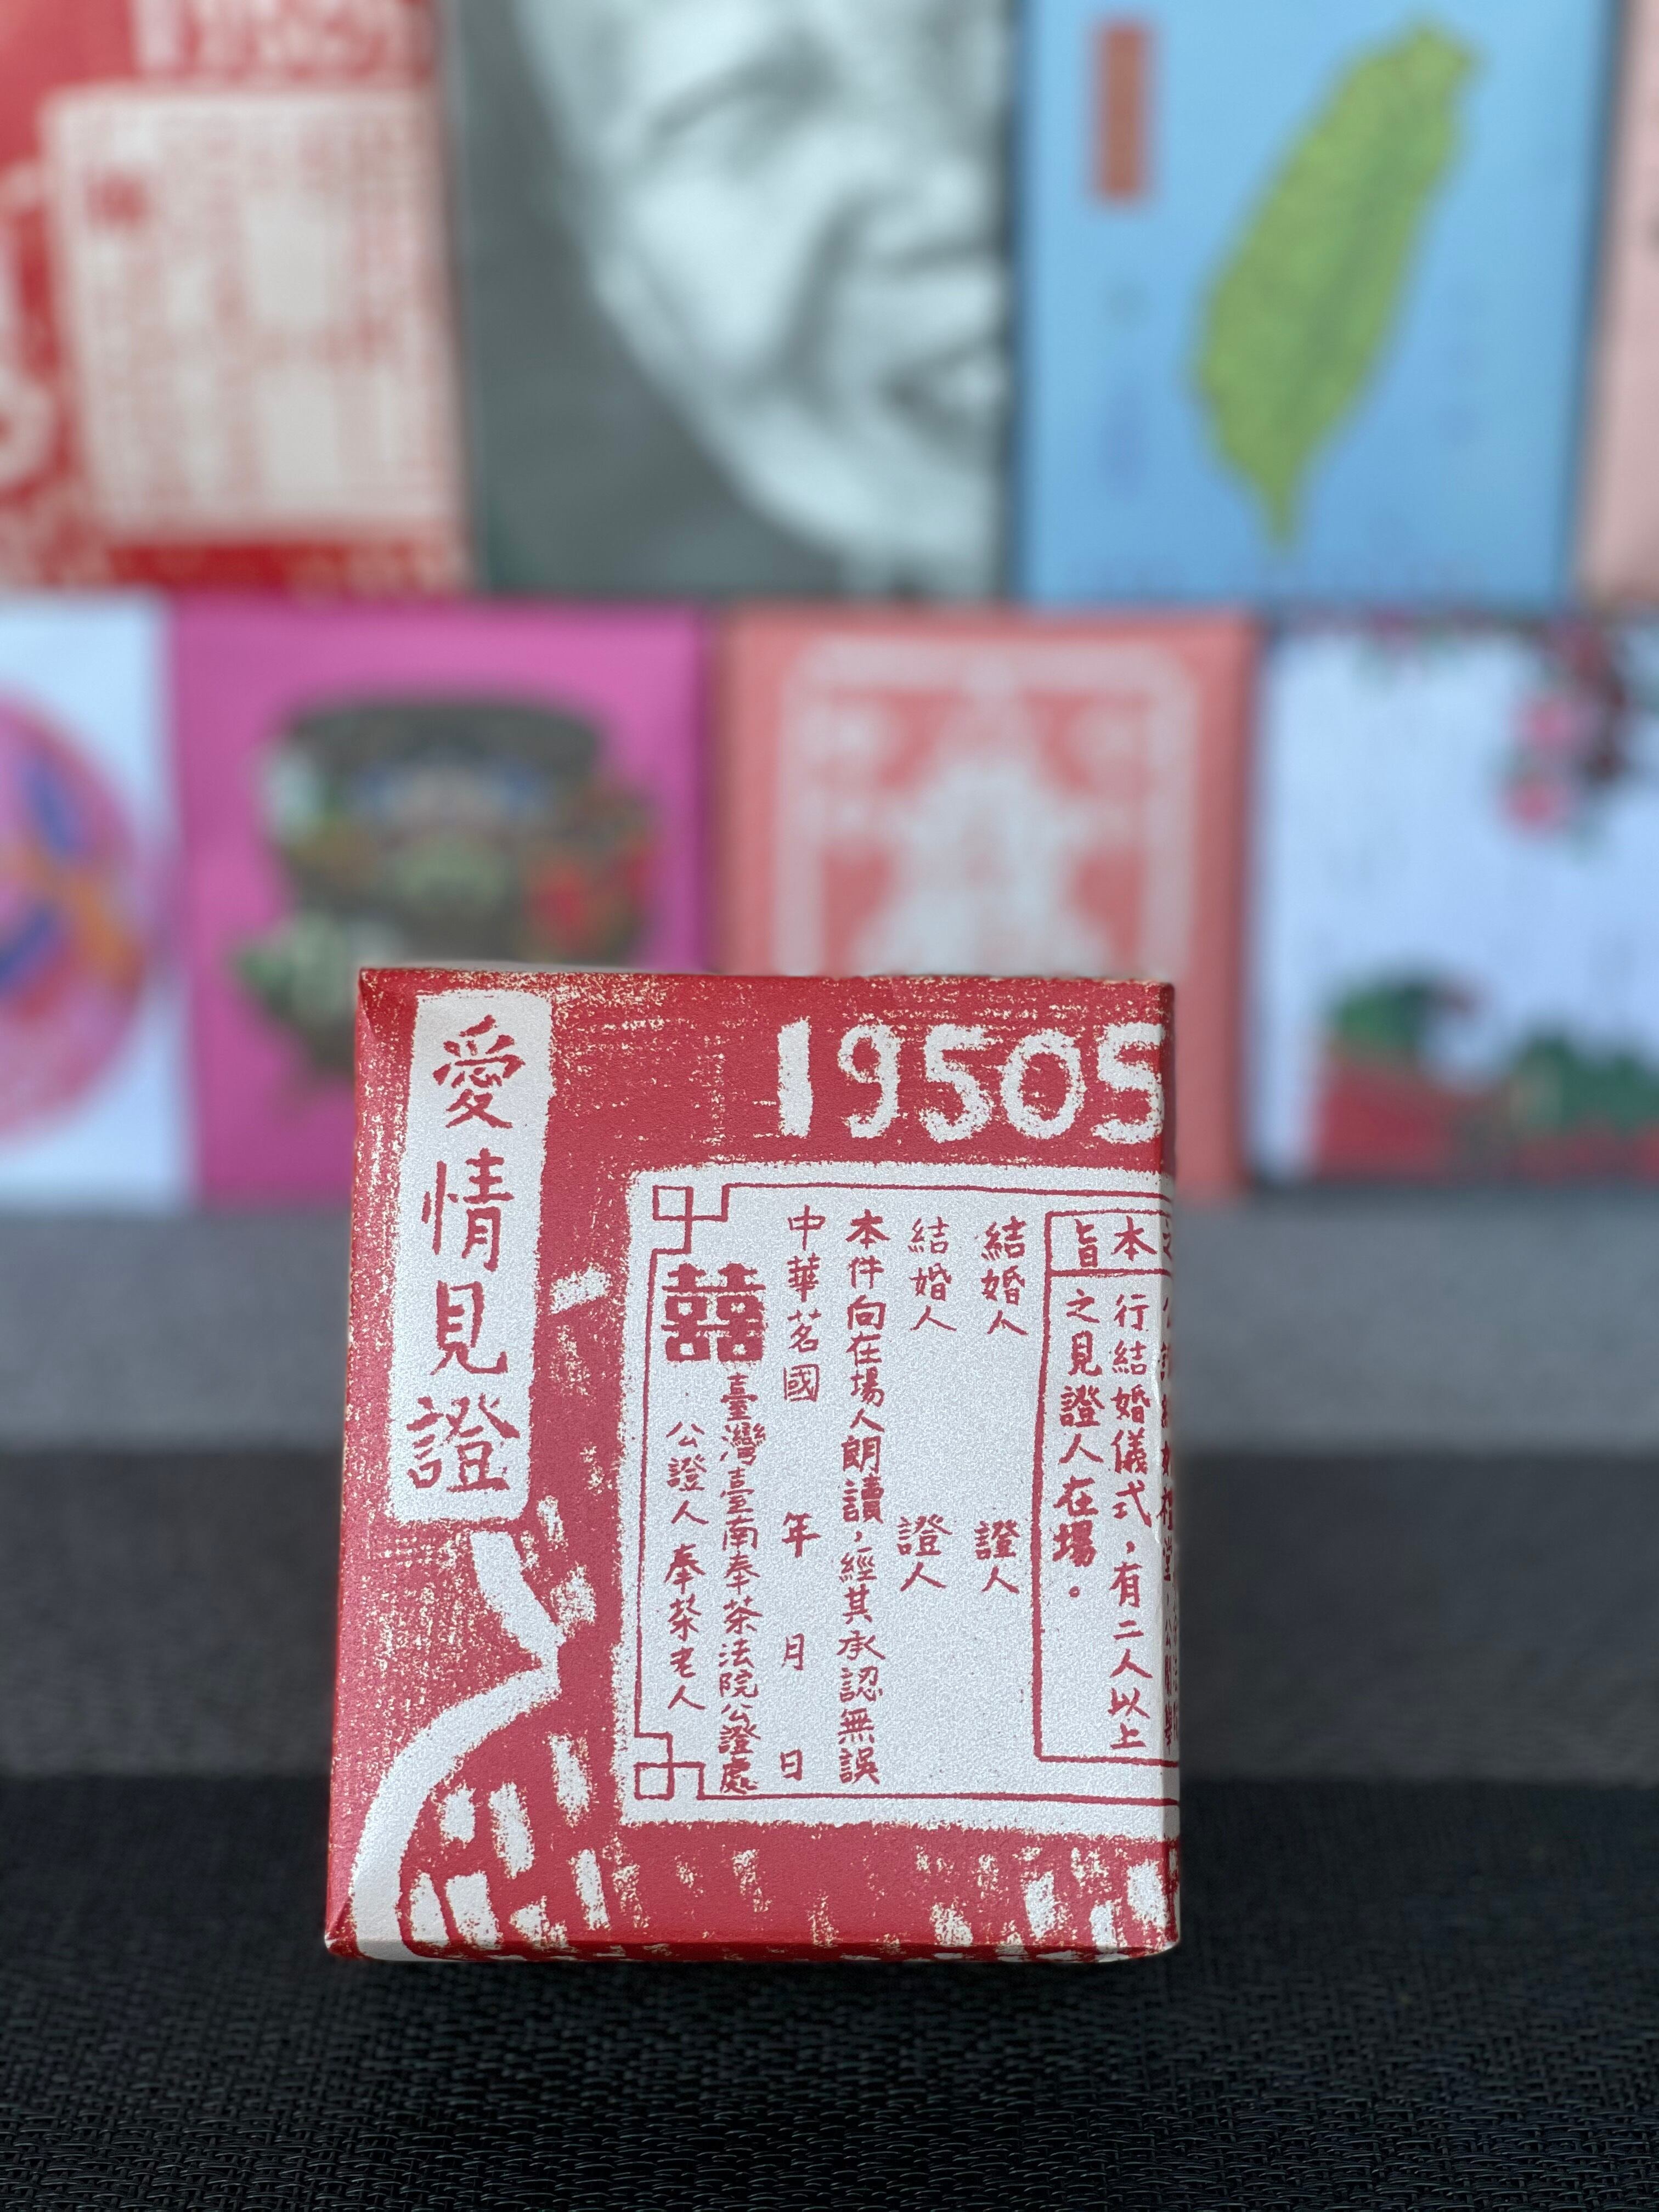 1950S
愛情見證
本旨
行結婚儀式，有二人以上
之見證人在場。
結婚人 證人
結婚人 證人
本件向在場人朗讀，經其承認無誤
中華茗國 年 月 日
囍
臺灣臺南奉茶法院公證處
公證人 奉茶老人